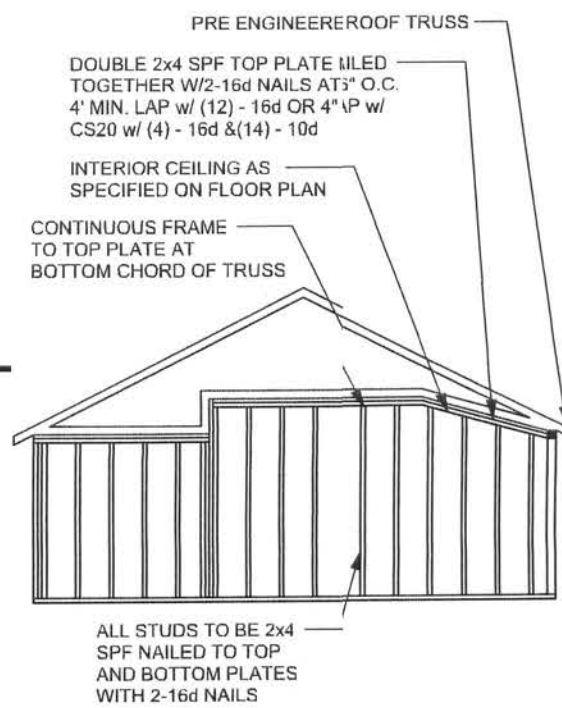 PRE ENGINEEREROOF TRUSS
DOUBLE 2x4 SPF TOP PLATE
TOGETHER W/2-16d NAILS O.C.
4' MIN. LAP w/ (12) - 16d OR 4" w/
CS20 w/ (4) - 16d &(14) - 10d
INTERIOR CEILING AS
SPECIFIED ON FLOOR PLAN
CONTINUOUS FRAME
TO TOP PLATE AT
BOTTOM CHORD OF TRUSS
ALL STUDS TO BE 2x4
SPF NAILED TO TOP
AND BOTTOM PLATES
WITH 2-16d NAILS